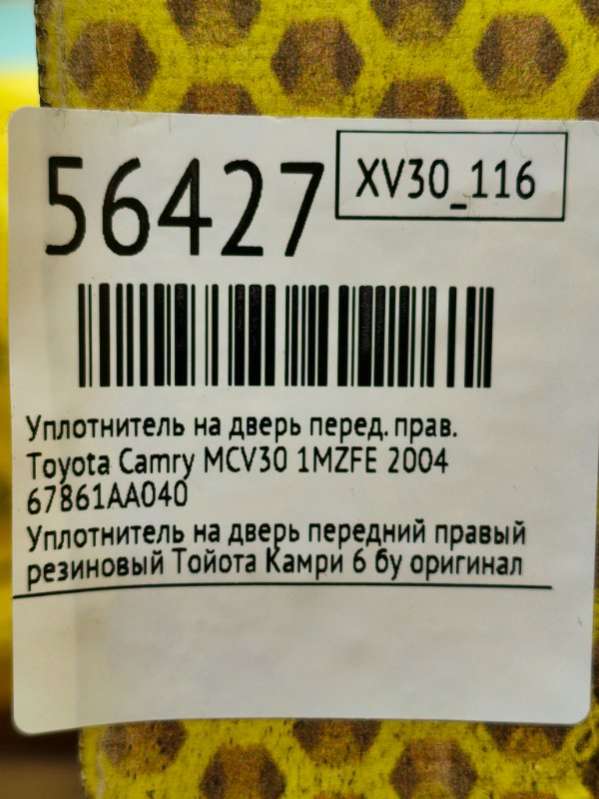 56427
XV30_116
Уплотнитель на дверь перед. прав.
Toyota Camry MCV30 1MZFE 2004
67861AA040
Уплотнитель на дверь передний правый
резиновый Тойота Камри 6 бу оригинал